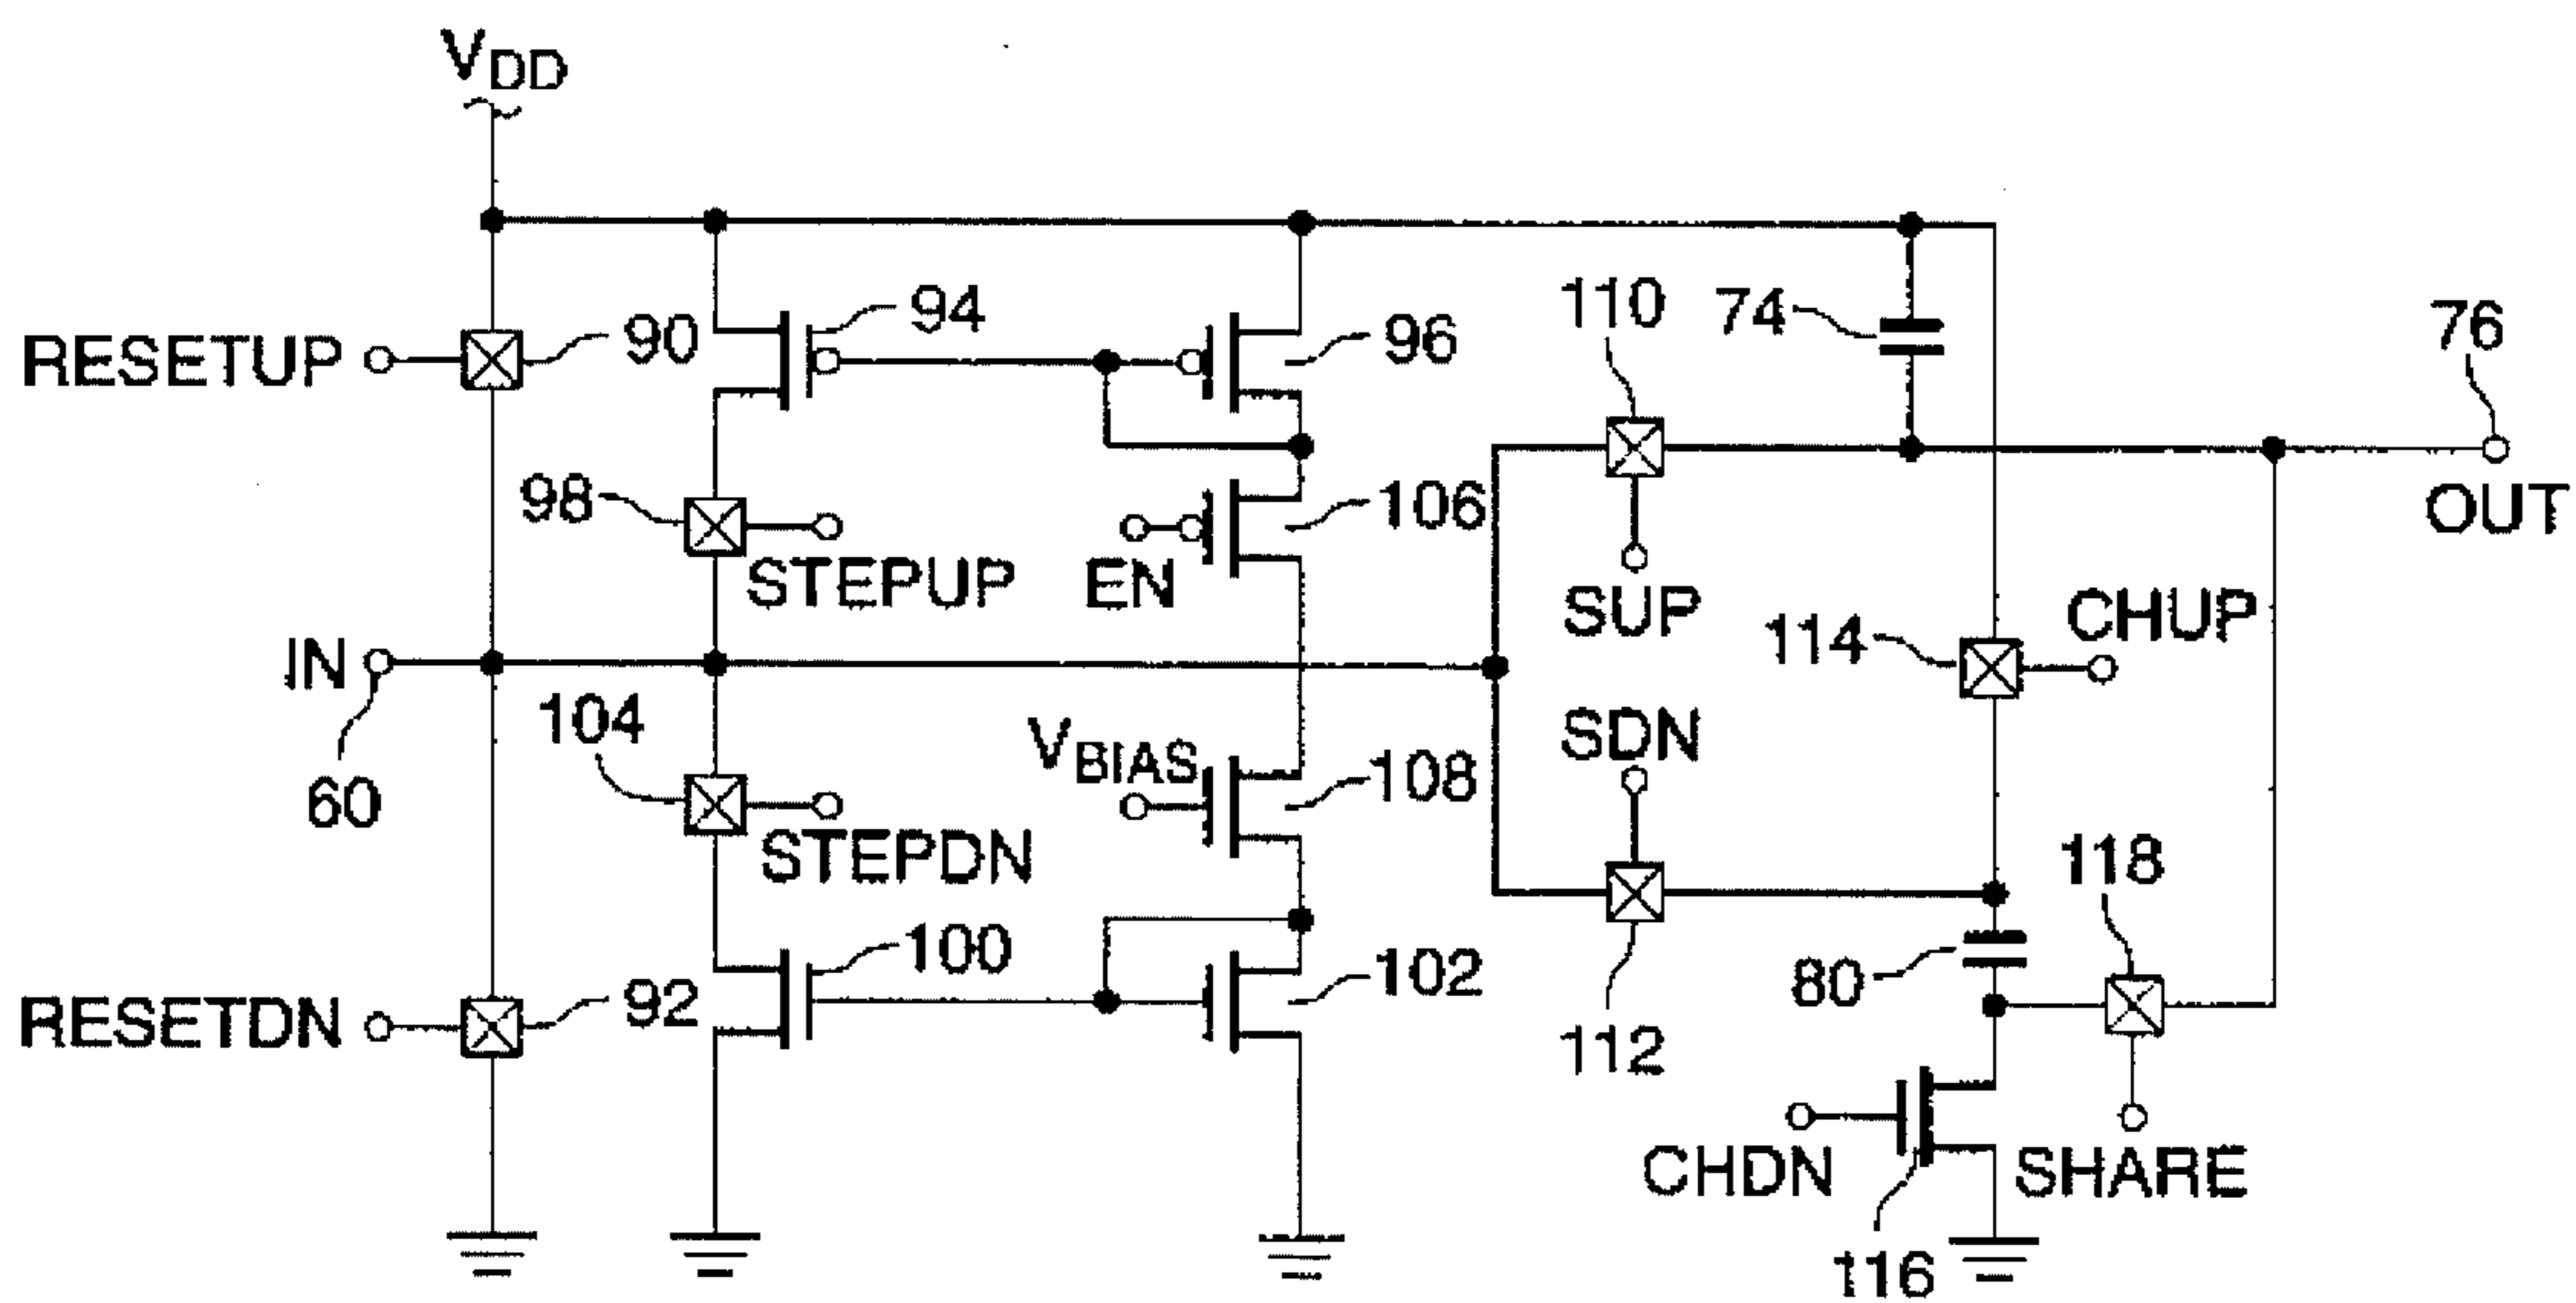 VDD
RESETUP
90
94
96
110
74
76
OUT
98
STEPUP
EN
106
SUP
114
CHUP
IN
60
104
STEPDN
VBIAS
108
SDN
112
118
RESETDN
92
100
102
80
CHDN
SHARE
116